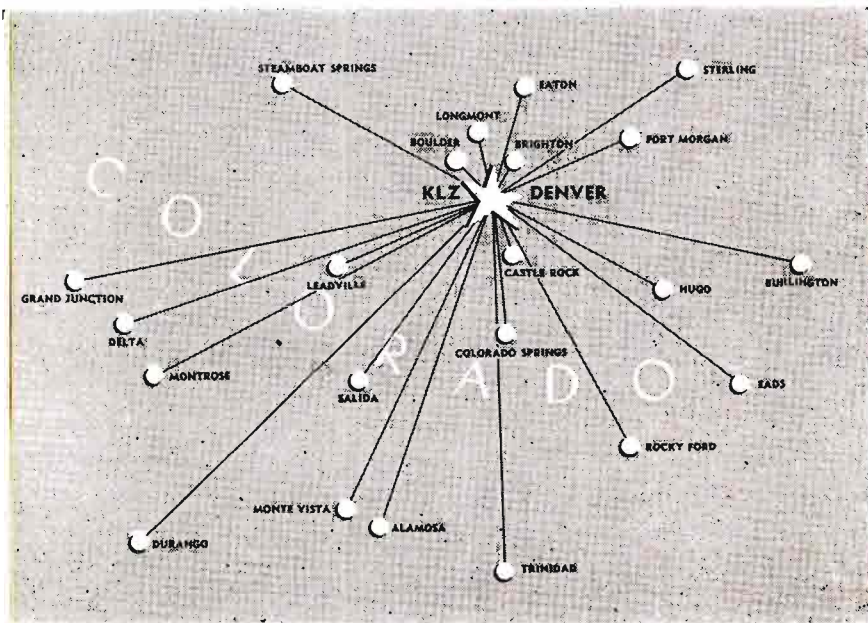 STEAMBOAT SPRINGS
EATON
STERLING
LONGMONT
FORT MORGAN
BOULDER
BRIGHTON
KLZ DENVER
COLORADO
CASTLE ROCK
GRAND JUNCTION
LEADVILLE
HUGO
BURLINGTON
DELTA
COLORADO SPRINGS
MONTROSE
SALIDA
EADS
ROCKY FORD
MONTE VISTA
ALAMOSA
DURANGO
TRINIDAD